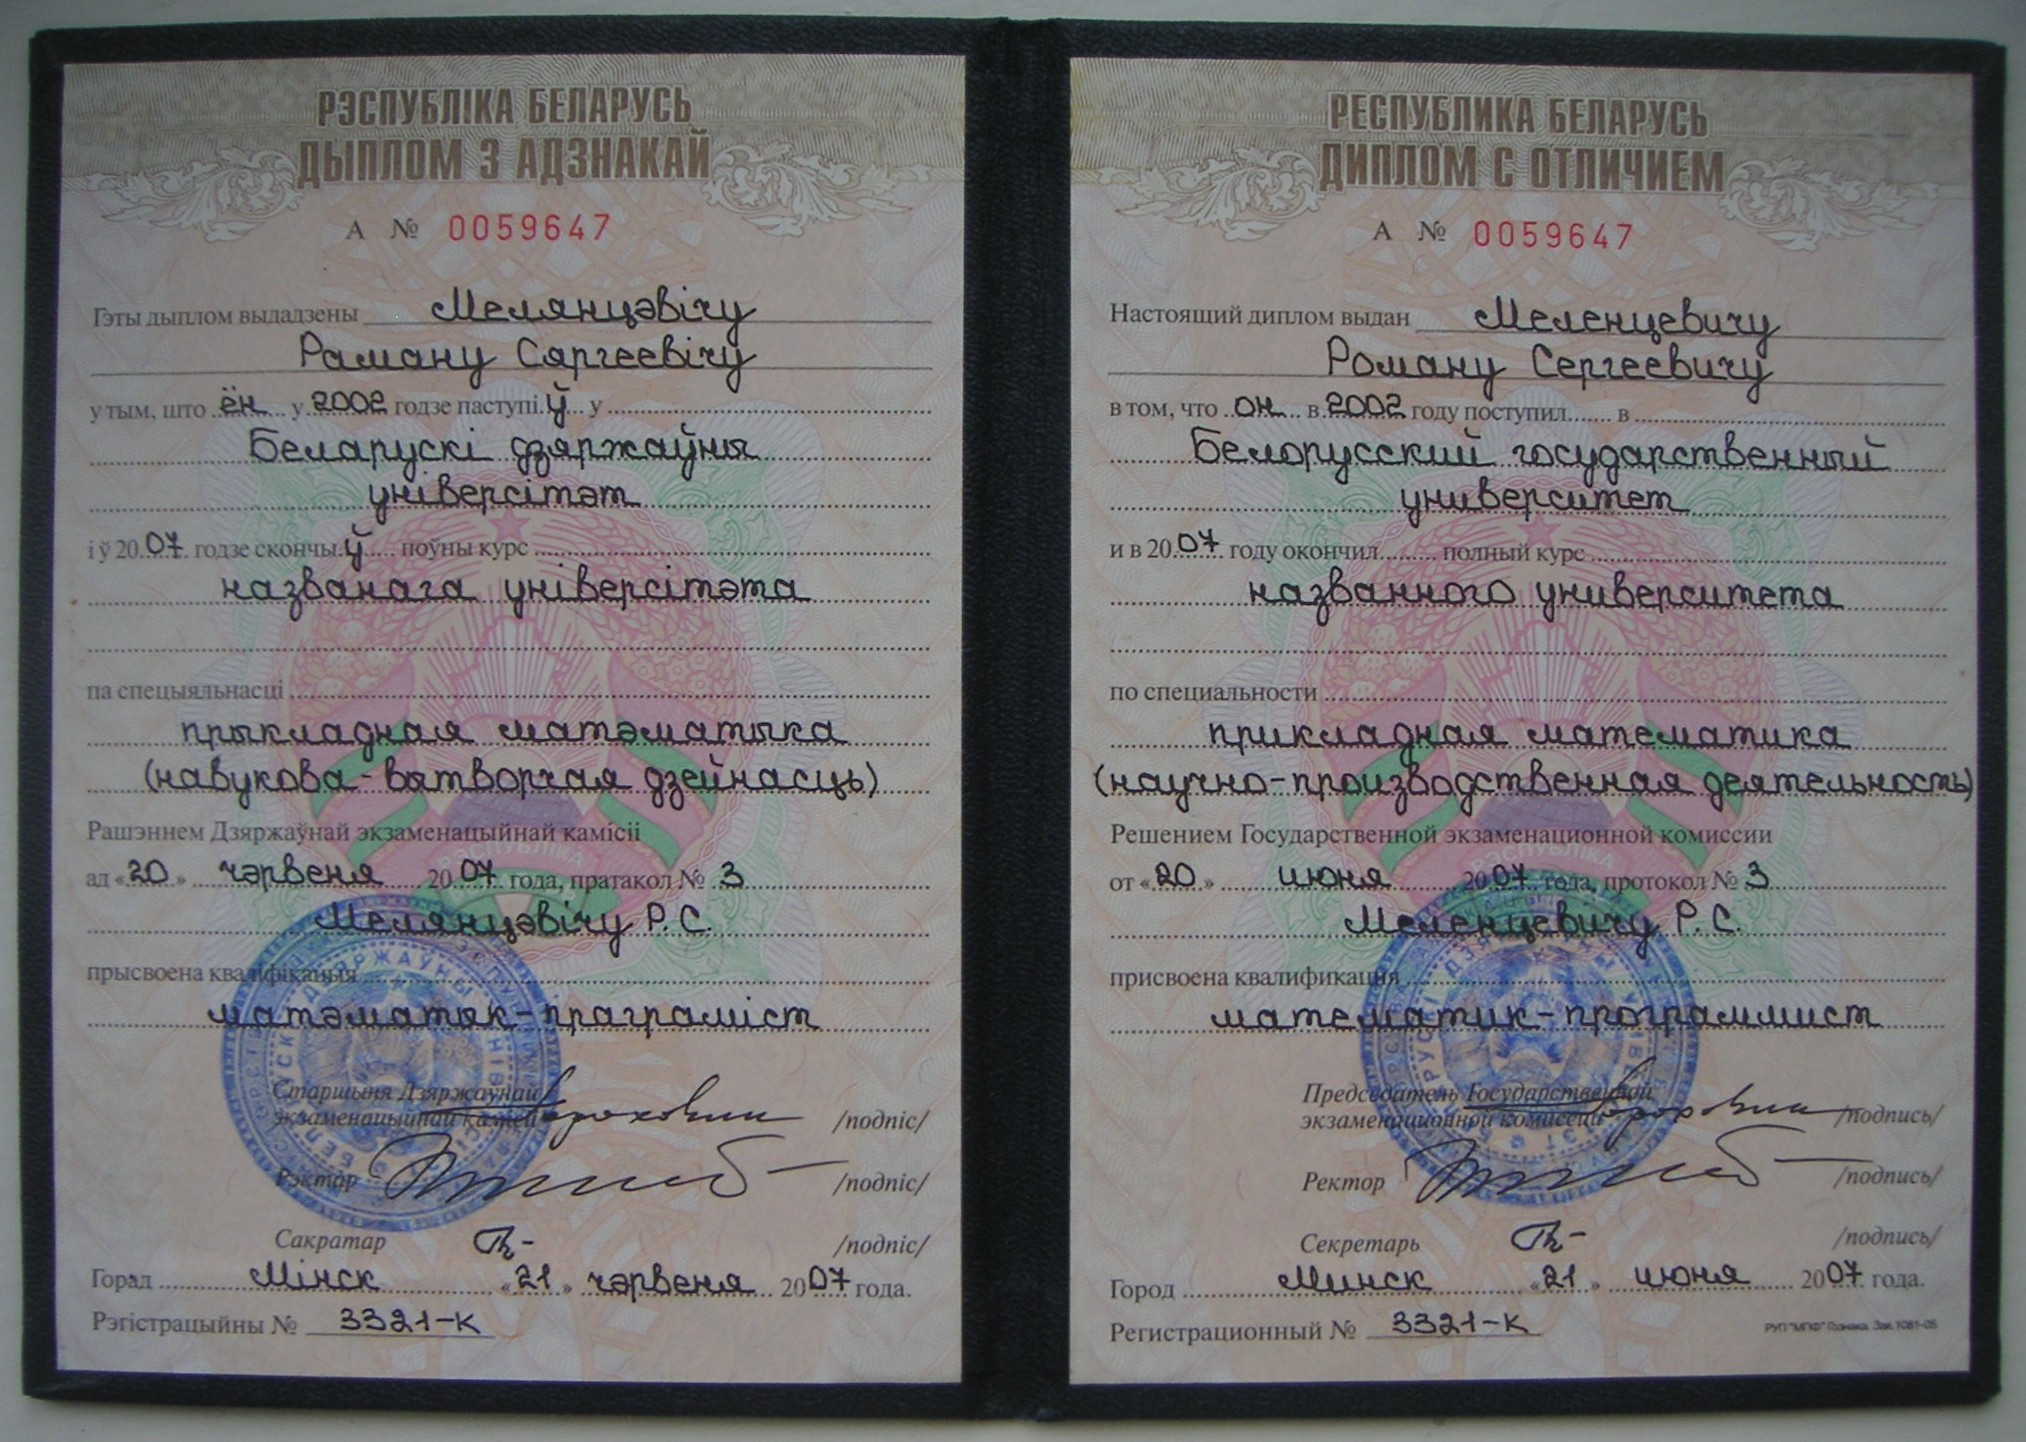 РЭСПУБЛІКА БЕЛАРУСЬ
ДЫПЛОМ З АДЗНАКАЙ
А № 0059647
Гэты дыплом выдадзены Мелянцэвічу
Раману Сяргеевічу
у тым, што ён у 2002 годзе паступі ў у
Беларускі дзяржаўны
універсітэт
і ў 2007 годзе скончы ў поўны курс
названага універсітэта
па спецыяльнасці
прыкладная матэматыка
(навукова-вытворчая дзейнасць)
Рашэннем Дзяржаўнай экзаменацыйнай камісіі
ад «20» чэрвеня 2007 года, пратакол № 3
Мелянцэвічу Р.С.
прысвоена кваліфікацыя
матэматык-праграміст
Старшыня Дзяржаўнай
экзаменацыйнай камісіі /подпіс/
Рэктар /подпіс/
Сакратар /подпіс/
Горад Мінск «21» чэрвеня 2007 года.
Рэгістрацыйны № 3321-К
РЕСПУБЛИКА БЕЛАРУСЬ
ДИПЛОМ С ОТЛИЧИЕМ
А № 0059647
Настоящий диплом выдан Меленцевичу
Роману Сергеевичу
в том, что он в 2002 году поступил в
Белорусский государственный
университет
и в 2007 году окончил полный курс
названного университета
по специальности
прикладная математика
(научно-производственная деятельность)
Решением Государственной экзаменационной комиссии
от «20» июня 2007 года, протокол № 3
Меленцевичу Р.С.
присвоена квалификация
математик-программист
Председатель Государственной
экзаменационной комиссии /подпись/
Ректор /подпись/
Секретарь /подпись/
Город Минск «21» июня 2007 года.
Регистрационный № 3321-К
РУП "МПФ" Гознака. Зак. 1081-05.